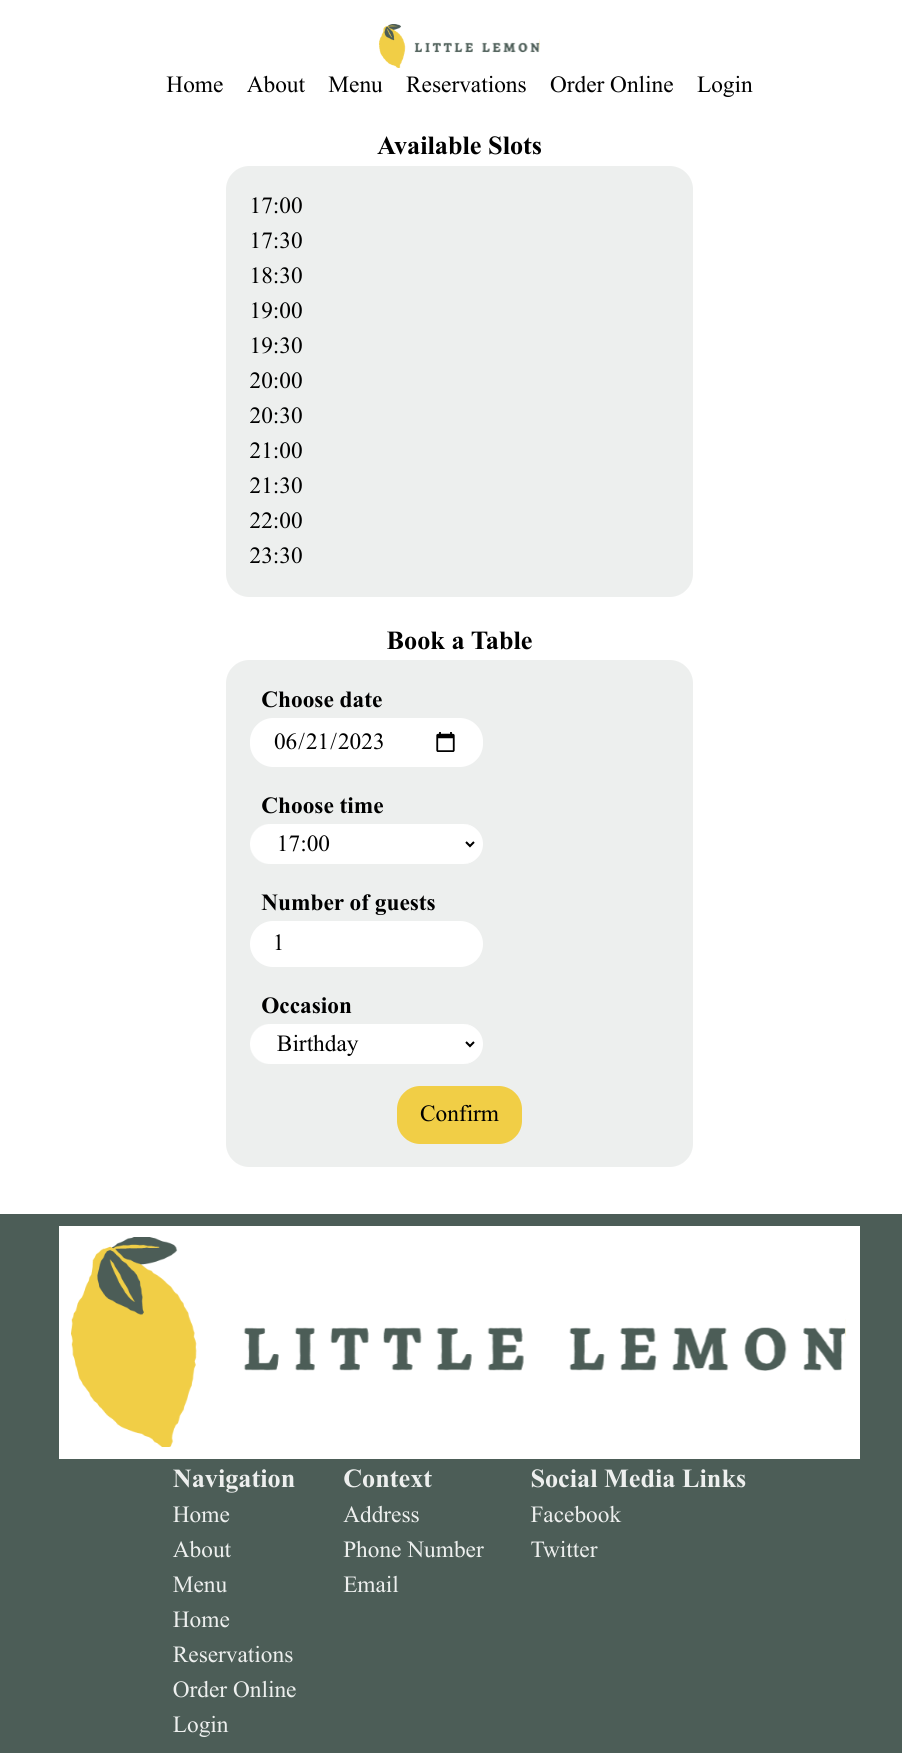 LITTLE LEMON
Home About Menu Reservations Order Online Login
Available Slots
17:00
17:30
18:30
19:00
19:30
20:00
20:30
21:00
21:30
22:00
23:30
Book a Table
Choose date
06/21/2023
Choose time
17:00
Number of guests
1
Occasion
Birthday
Confirm
LITTLE LEMON
Navigation
Home
About
Menu
Home
Reservations
Order Online
Login
Context
Address
Phone Number
Email
Social Media Links
Facebook
Twitter